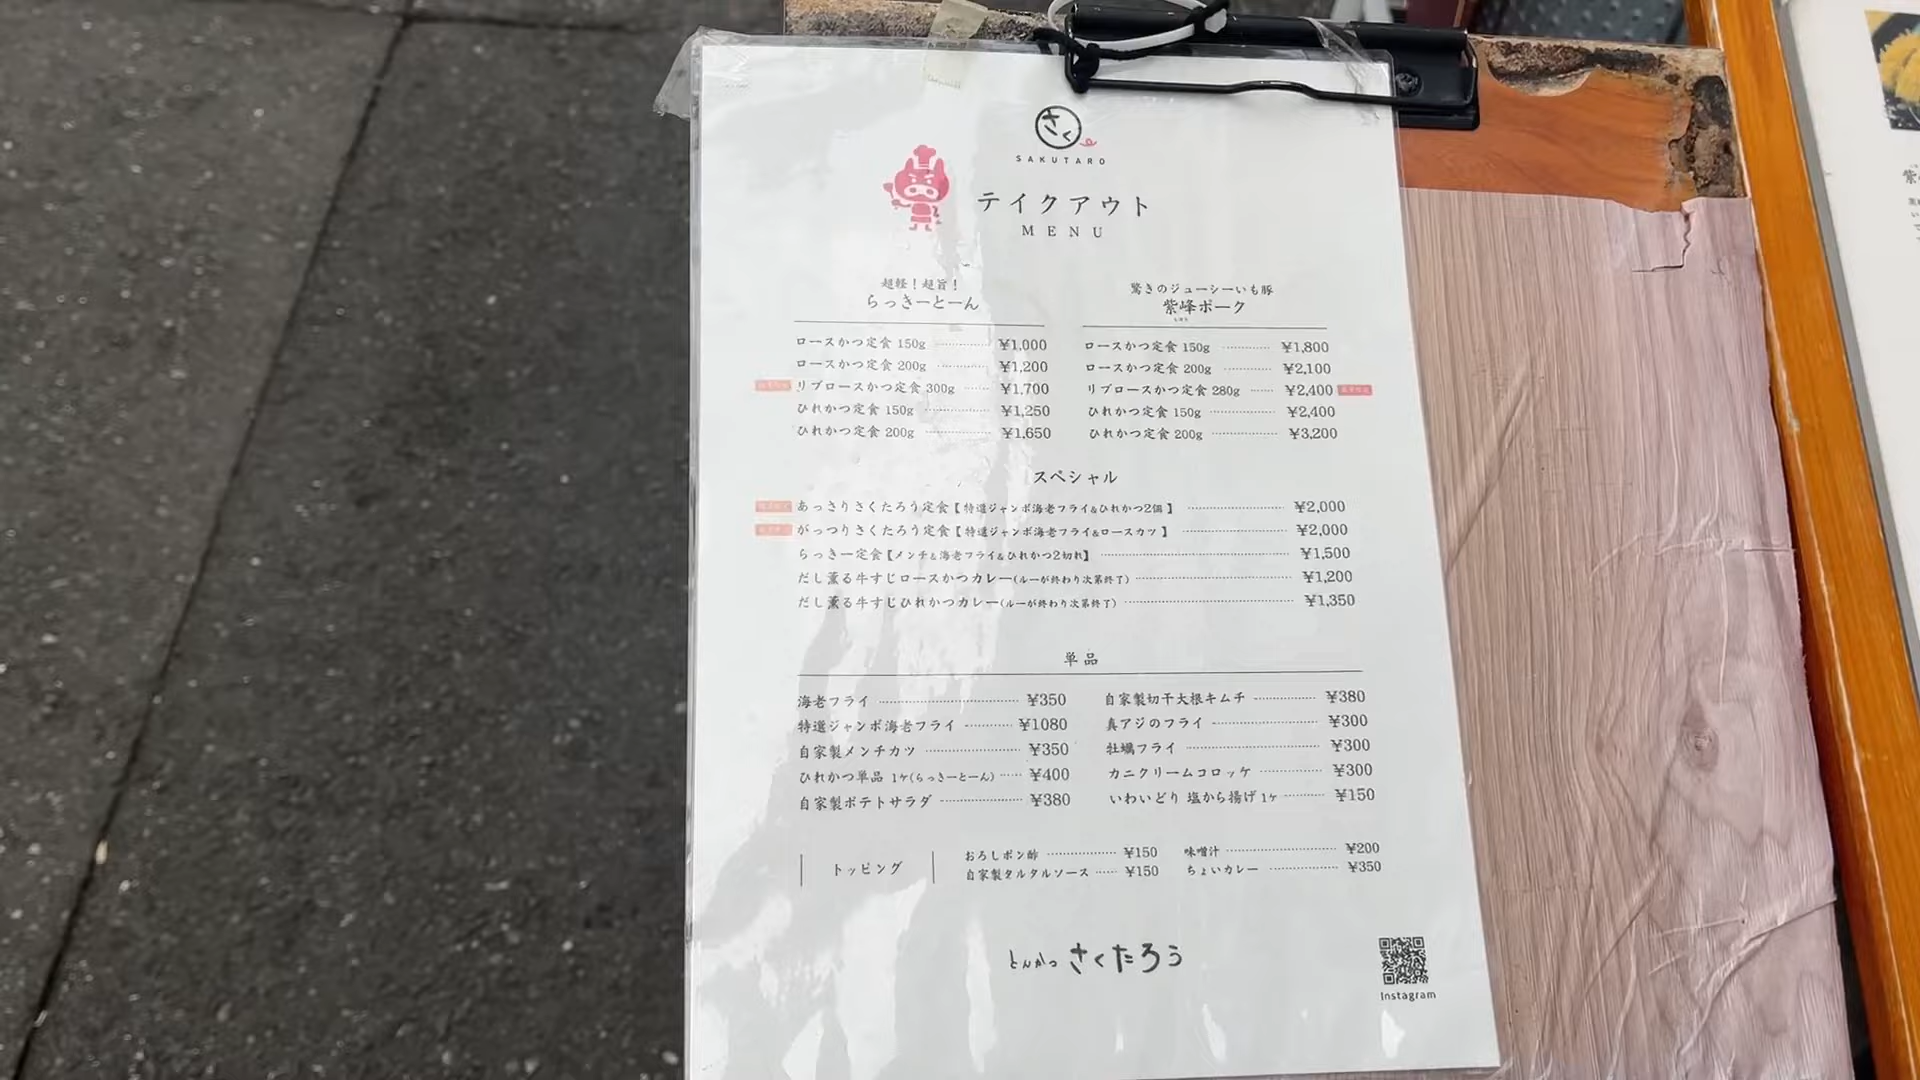 さく
SAKUTARO
テイクアウト
MENU
超軽！超旨！
らっきーとーん
ロースかつ定食 150g ¥1,000
ロースかつ定食 200g ¥1,200
リブロースかつ定食 300g ¥1,700
ひれかつ定食 150g ¥1,250
ひれかつ定食 200g ¥1,650
驚きのジューシーいも豚
紫峰ポーク
ロースかつ定食 150g ¥1,800
ロースかつ定食 200g ¥2,100
リブロースかつ定食 280g ¥2,400
ひれかつ定食 150g ¥2,400
ひれかつ定食 200g ¥3,200
スペシャル
あっさりさくたろう定食【特選ジャンボ海老フライ&ひれかつ2個】 ¥2,000
がっつりさくたろう定食【特選ジャンボ海老フライ&ロースカツ】 ¥2,000
らっきー定食【メンチ&海老フライ&ひれかつ2切れ】 ¥1,500
だし薫る牛すじロースかつカレー(ルーが終わり次第終了) ¥1,200
だし薫る牛すじひれかつカレー(ルーが終わり次第終了) ¥1,350
単品
海老フライ ¥350
特選ジャンボ海老フライ ¥1080
自家製メンチカツ ¥350
ひれかつ単品 1ケ(らっきーとーん) ¥400
自家製ポテトサラダ ¥380
自家製切干大根キムチ ¥380
真アジのフライ ¥300
牡蠣フライ ¥300
カニクリームコロッケ ¥300
いわいどり 塩から揚げ 1ヶ ¥150
トッピング
おろしポン酢 ¥150
自家製タルタルソース ¥150
味噌汁 ¥200
ちょいカレー ¥350
とんかつ さくたろう
Instagram